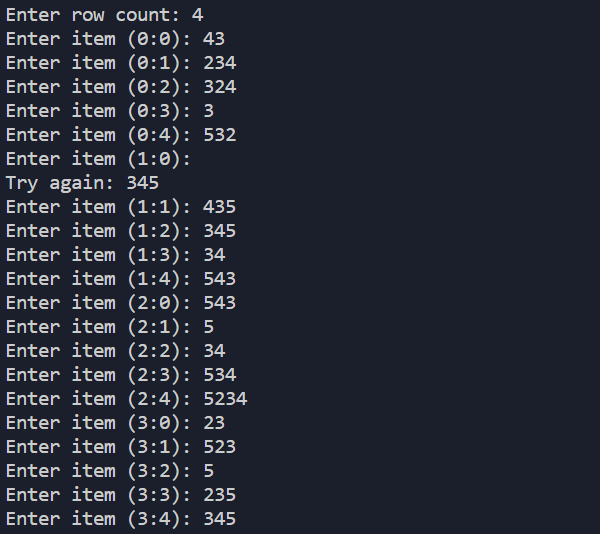 Enter row count: 4
Enter item (0:0): 43
Enter item (0:1): 234
Enter item (0:2): 324
Enter item (0:3): 3
Enter item (0:4): 532
Enter item (1:0):
Try again: 345
Enter item (1:1): 435
Enter item (1:2): 345
Enter item (1:3): 34
Enter item (1:4): 543
Enter item (2:0): 543
Enter item (2:1): 5
Enter item (2:2): 34
Enter item (2:3): 534
Enter item (2:4): 5234
Enter item (3:0): 23
Enter item (3:1): 523
Enter item (3:2): 5
Enter item (3:3): 235
Enter item (3:4): 345